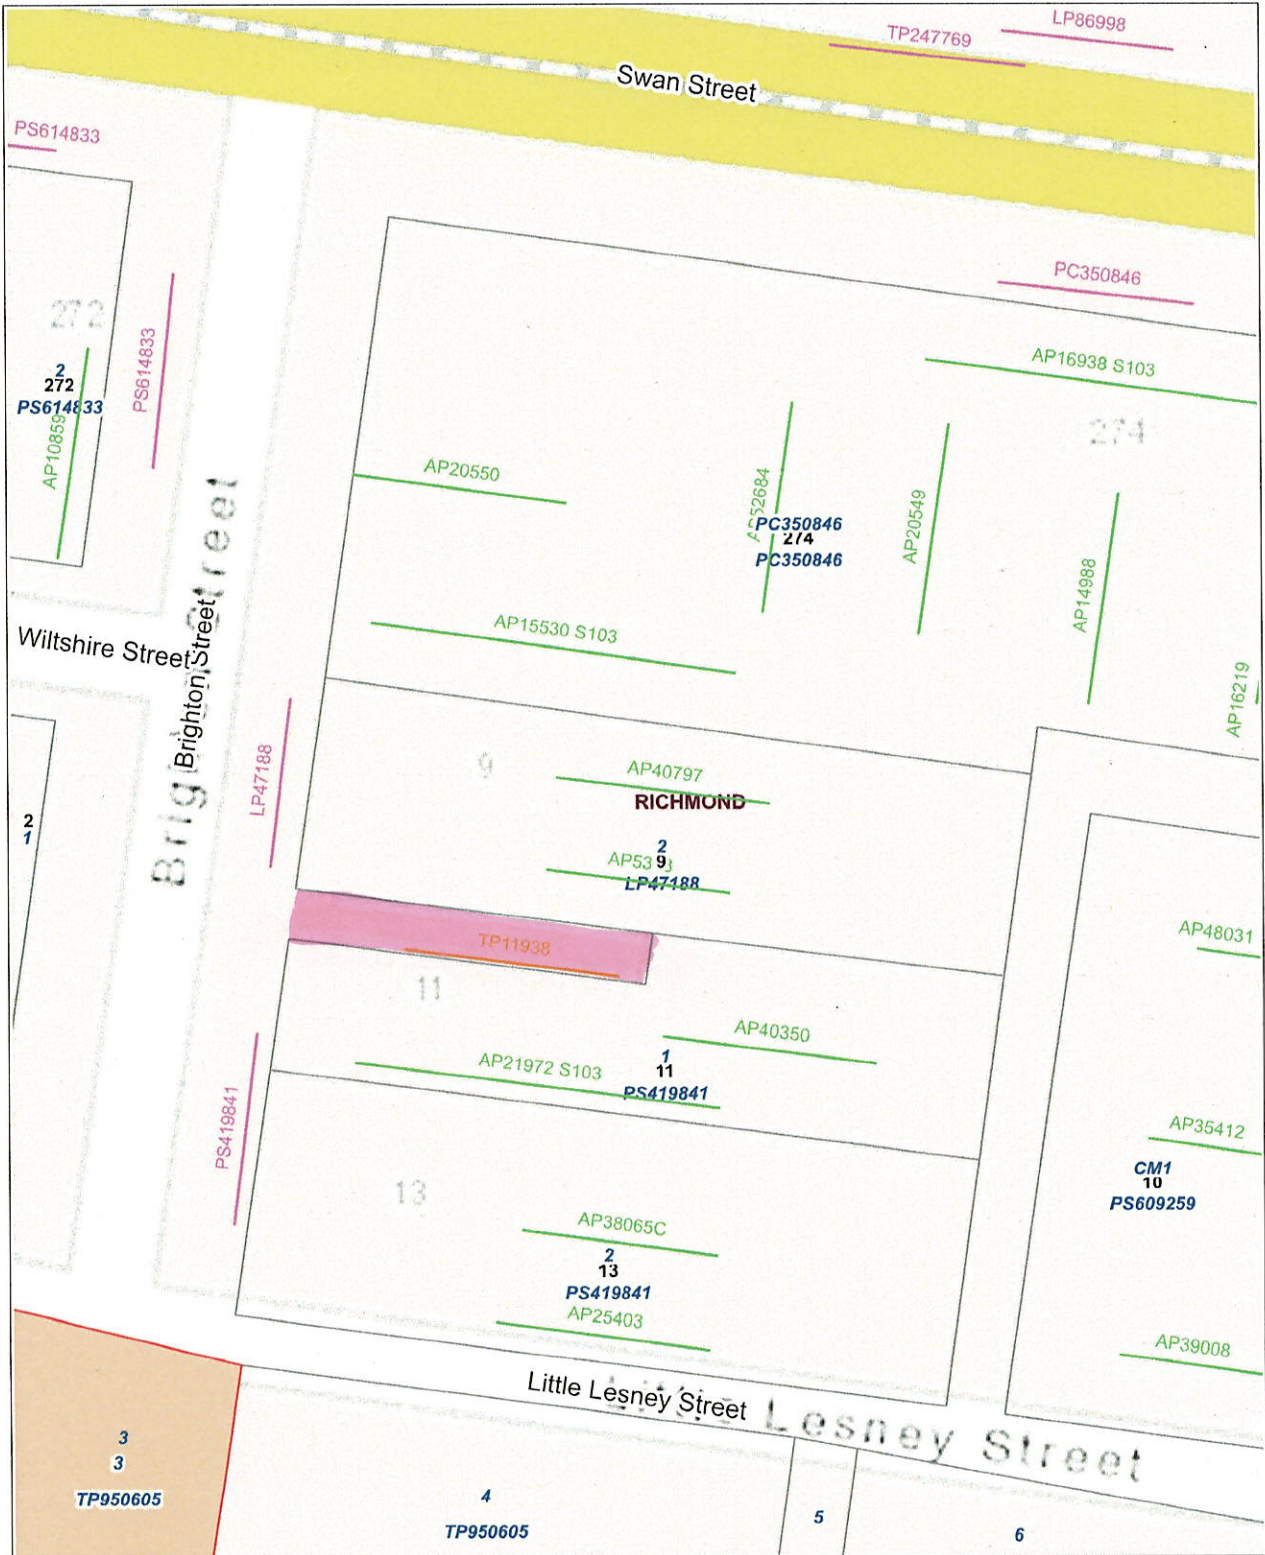 LP86998
TP247769
Swan Street
PS614833
PC350846
272
2
272
PS614833
AP10859
PS614833
AP16938 S103
274
AP20550
AP52684
PC350846
274
PC350846
AP20549
AP14988
AP16219
Brighton Street
Wiltshire Street
AP15530 S103
LP47188
9
AP40797
RICHMOND
2
9
LP47188
2
1
TP11938
11
AP48031
AP40350
1
11
PS419841
AP21972 S103
PS419841
AP35412
CM1
10
PS609259
13
AP38065C
2
13
PS419841
AP25403
AP39008
Little Lesney Street
Lesney Street
3
3
TP950605
4
TP950605
5
6